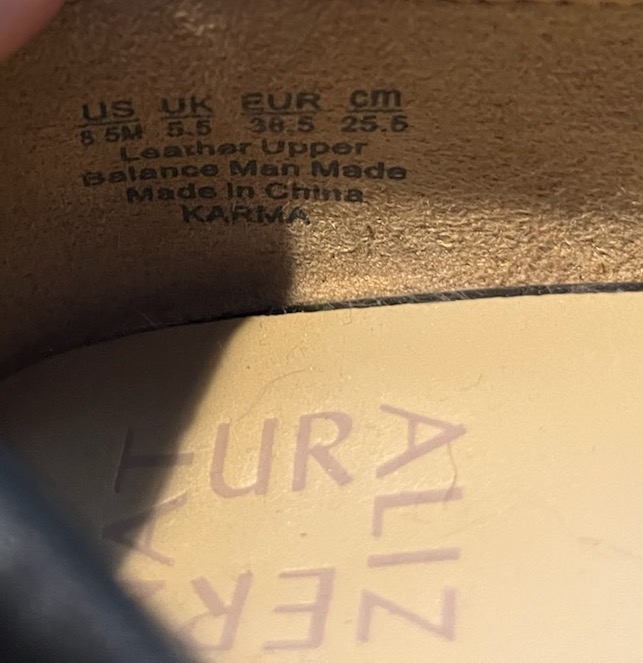 US UK EUR cm
8.5M 5.5 38.5 25.5
Leather Upper
Balance Man Made
Made In China
KARMA
NATURALIZER